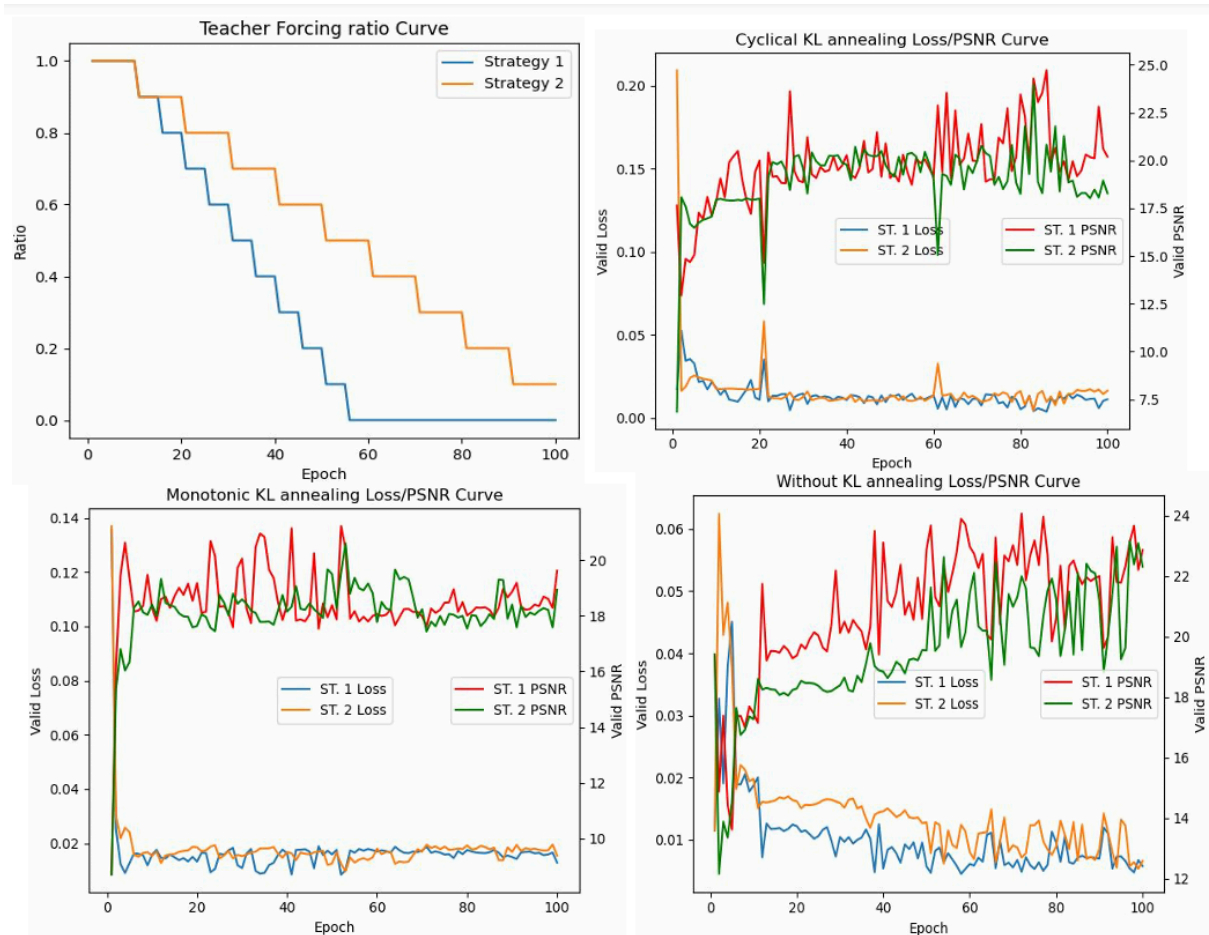 Teacher Forcing ratio Curve
1.0
0.8
0.6
0.4
0.2
0.0
Ratio
0
20
40
60
80
100
Epoch
Strategy 1
Strategy 2
Cyclical KL annealing Loss/PSNR Curve
0.20
0.15
0.10
0.05
0.00
Valid Loss
25.0
22.5
20.0
17.5
15.0
12.5
10.0
7.5
Valid PSNR
ST. 1 Loss
ST. 2 Loss
ST. 1 PSNR
ST. 2 PSNR
0
20
40
60
80
100
Epoch
Monotonic KL annealing Loss/PSNR Curve
0.14
0.12
0.10
0.08
0.06
0.04
0.02
Valid Loss
20
18
16
14
12
10
Valid PSNR
ST. 1 Loss
ST. 2 Loss
ST. 1 PSNR
ST. 2 PSNR
0
20
40
60
80
100
Epoch
Without KL annealing Loss/PSNR Curve
0.06
0.05
0.04
0.03
0.02
0.01
Valid Loss
24
22
20
18
16
14
12
Valid PSNR
ST. 1 Loss
ST. 2 Loss
ST. 1 PSNR
ST. 2 PSNR
0
20
40
60
80
100
Epoch